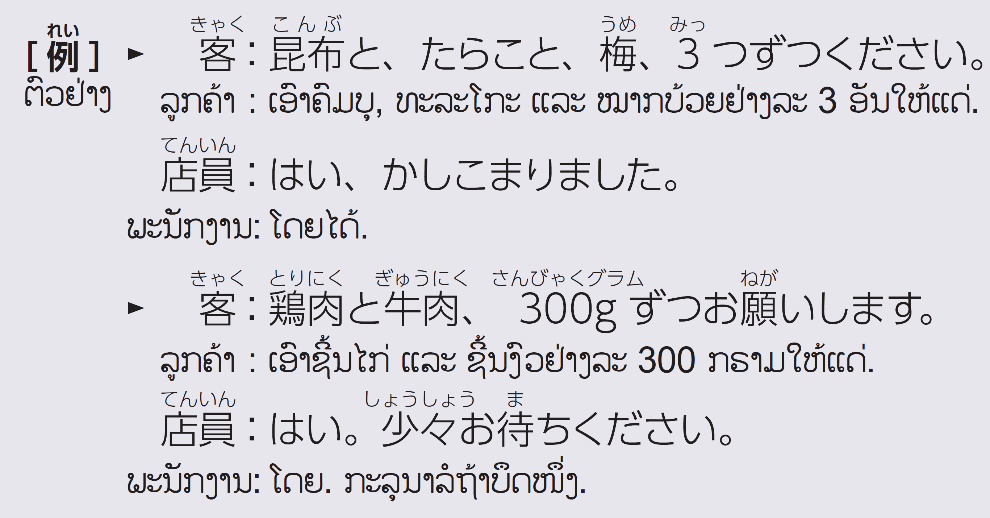 れい きゃく こんぶ うめ みっ
[例] ► 客：昆布と、たらこと、梅、3つずつください。
ຕົວຢ່າງ ລູກຄ້າ : ເອົາຄົມບຸ, ທະລະໂກະ ແລະ ໝາກບ້ວຍຢ່າງລະ 3 ອັນໃຫ້ແດ່.
てんいん
店員：はい、かしこまりました。
ພະນັກງານ: ໂດຍໄດ້.
きゃく とりにく ぎゅうにく さんびゃくグラム ねが
► 客：鶏肉と牛肉、300gずつお願いします。
ລູກຄ້າ : ເອົາຊີ້ນໄກ່ ແລະ ຊີ້ນງົວຢ່າງລະ 300 ກຣາມໃຫ້ແດ່.
てんいん しょうしょう ま
店員：はい。少々お待ちください。
ພະນັກງານ: ໂດຍ. ກະລຸນາລໍຖ້າບຶດໜຶ່ງ.